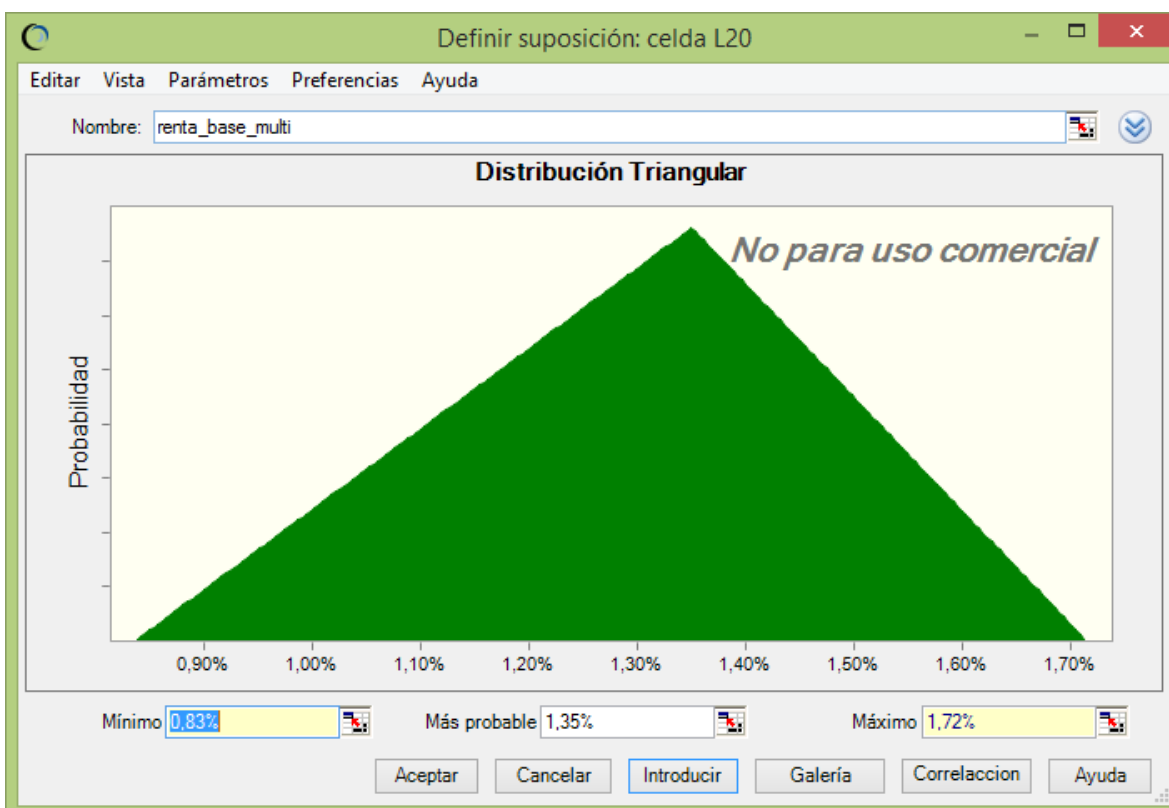 Definir suposición: celda L20
Editar Vista Parámetros Preferencias Ayuda
Nombre: renta_base_multi
Distribución Triangular
No para uso comercial
Probabilidad
0,90% 1,00% 1,10% 1,20% 1,30% 1,40% 1,50% 1,60% 1,70%
Mínimo 0,83% Más probable 1,35% Máximo 1,72%
Aceptar Cancelar Introducir Galería Correlaccion Ayuda